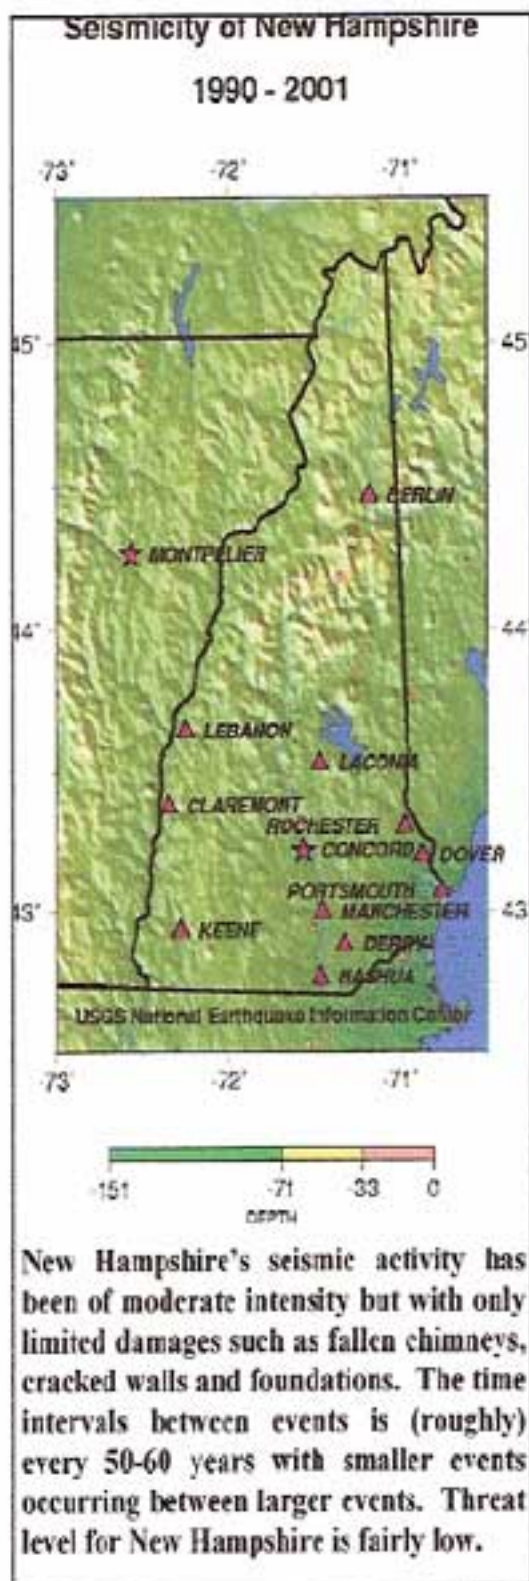 Seismicity of New Hampshire
1990 - 2001
-73° -72° -71°
45° 45
BERLIN
MONTPELIER
44° 44
LEBANON
LACONIA
CLAREMONT
ROCHESTER
CONCORD DOVER
PORTSMOUTH
43° MANCHESTER 43
KEENE DERRY
NASHUA
USGS National Earthquake Information Center
-73° -72° -71°
-151 -71 -33 0
DEPTH
New Hampshire's seismic activity has
been of moderate intensity but with only
limited damages such as fallen chimneys,
cracked walls and foundations. The time
intervals between events is (roughly)
every 50-60 years with smaller events
occurring between larger events. Threat
level for New Hampshire is fairly low.